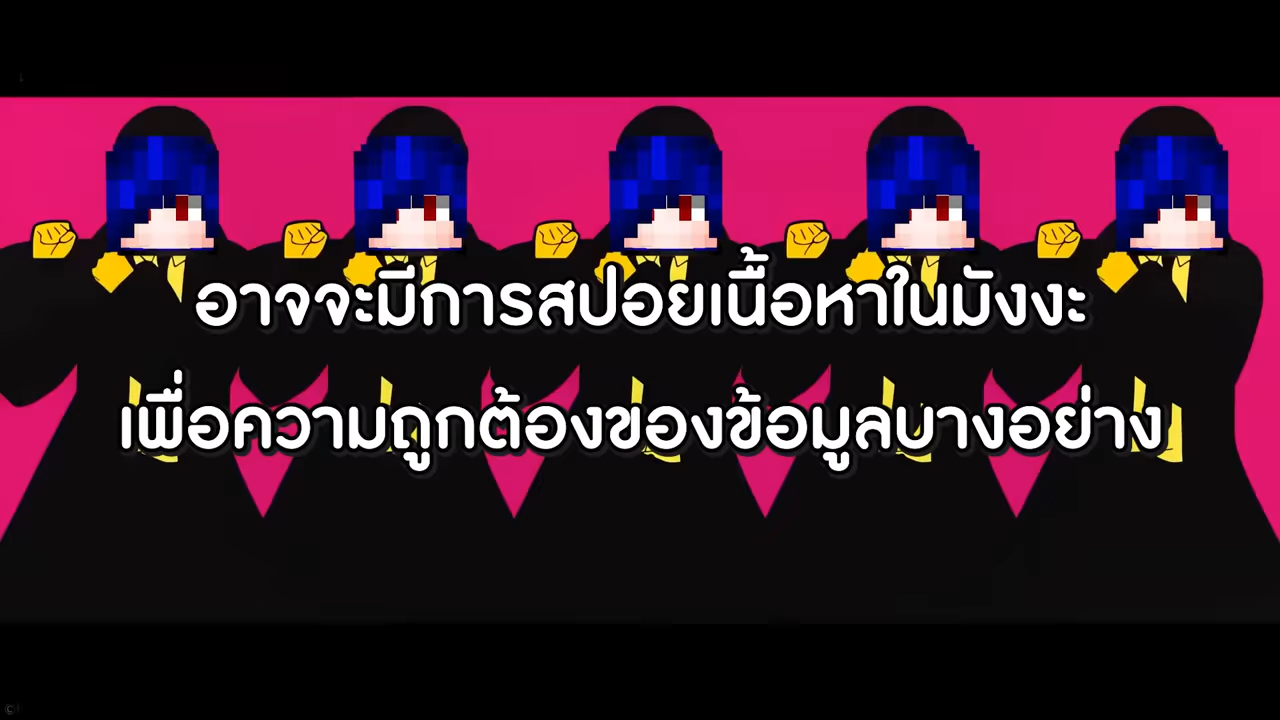 อาจจะมีการสปอยเนื้อหาในมังงะ
เพื่อความถูกต้องของข้อมูลบางอย่าง